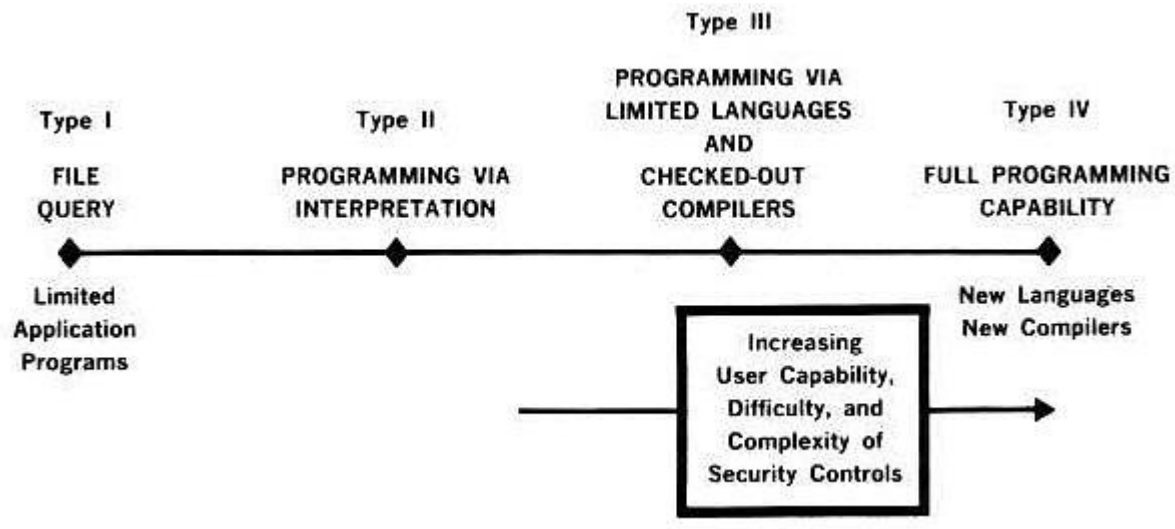 Type I
FILE
QUERY
Limited
Application
Programs
Type II
PROGRAMMING VIA
INTERPRETATION
Type III
PROGRAMMING VIA
LIMITED LANGUAGES
AND
CHECKED-OUT
COMPILERS
Type IV
FULL PROGRAMMING
CAPABILITY
New Languages
New Compilers
Increasing
User Capability,
Difficulty, and
Complexity of
Security Controls